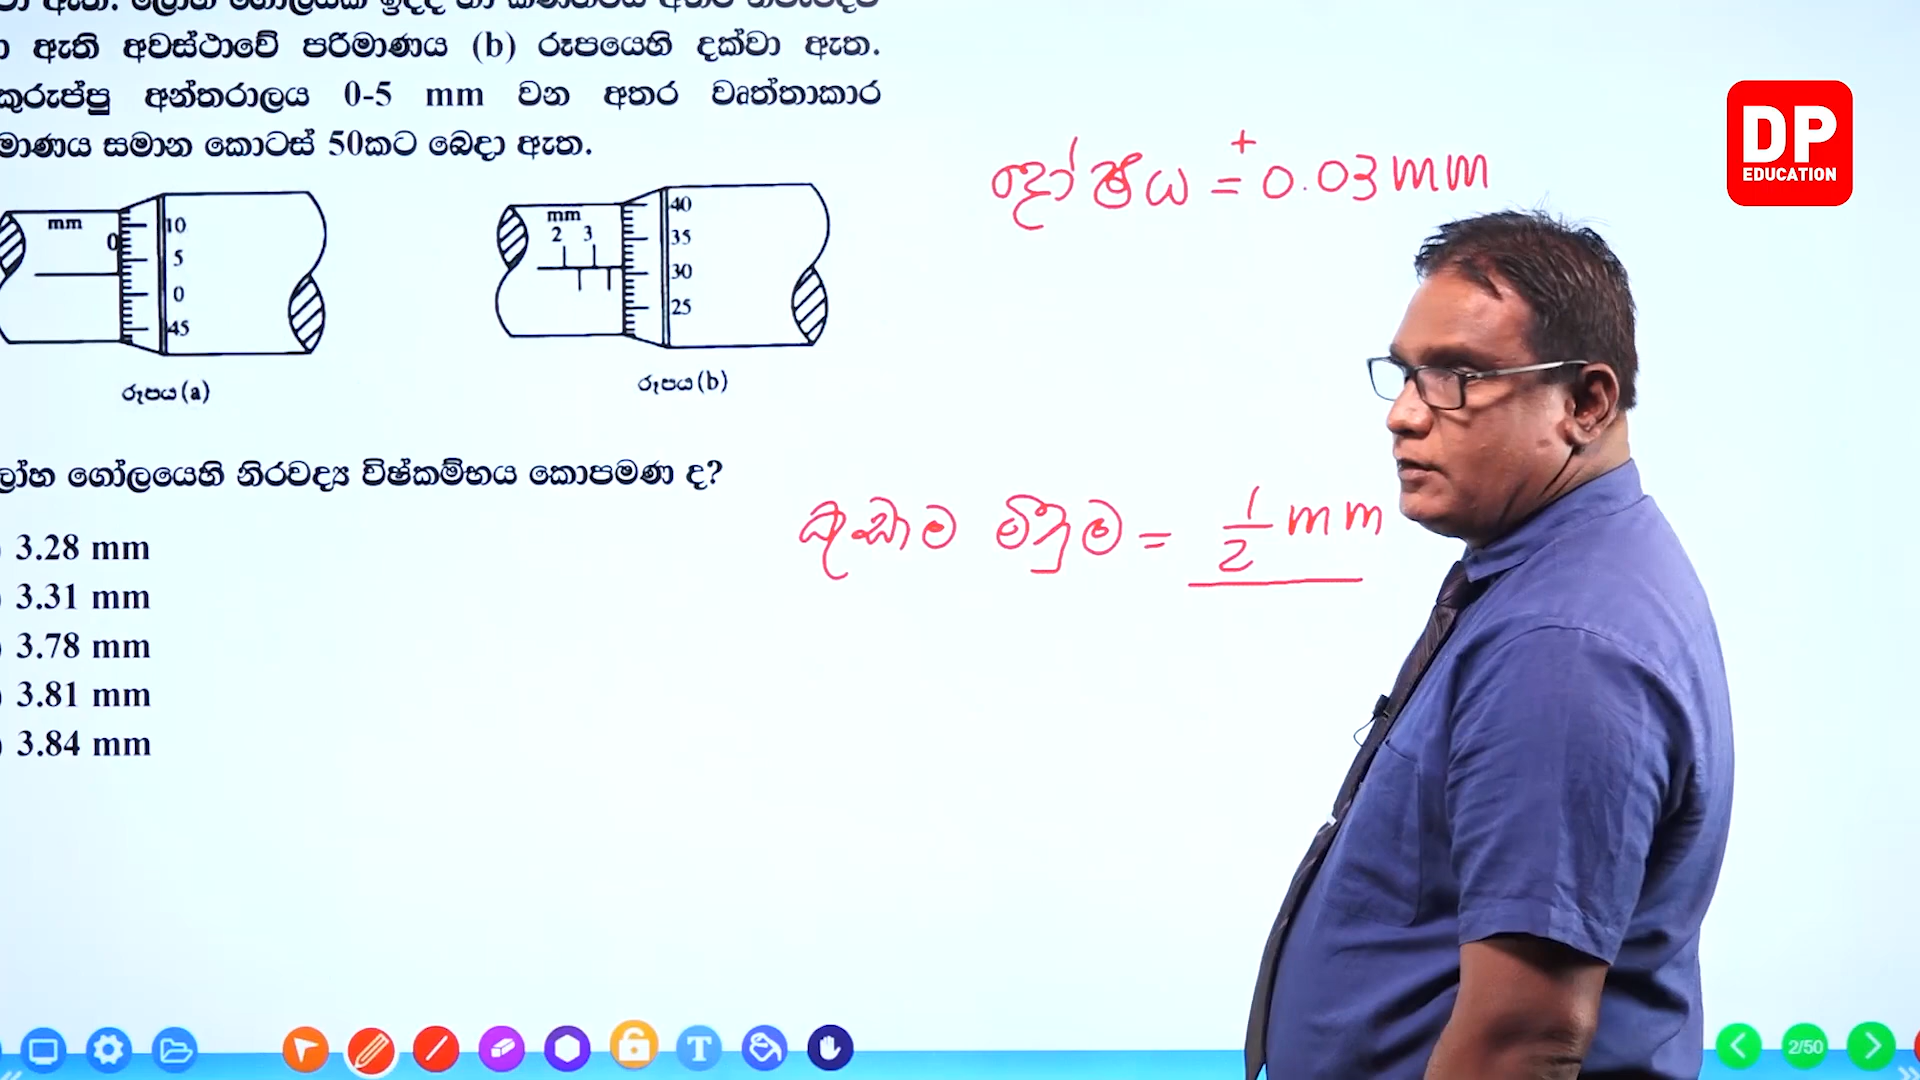 ඇති අවස්ථාවේ පරිමාණය (b) රූපයෙහි දක්වා ඇත.
කුරුප්පු අන්තරාලය 0-5 mm වන අතර වෘත්තාකාර
මාණය සමාන කොටස් 50කට බෙදා ඇත.
දෝෂය = + 0.03 mm
DP
EDUCATION
mm
0
10
5
0
45
රූපය (a)
mm
2 3
40
35
30
25
රූපය (b)
ලෝහ ගෝලයෙහි නිරවද්‍ය විෂ්කම්භය කොපමණ ද?
3.28 mm
3.31 mm
3.78 mm
3.81 mm
3.84 mm
කුඩාම මිනුම = 1/2 mm
T
2/50